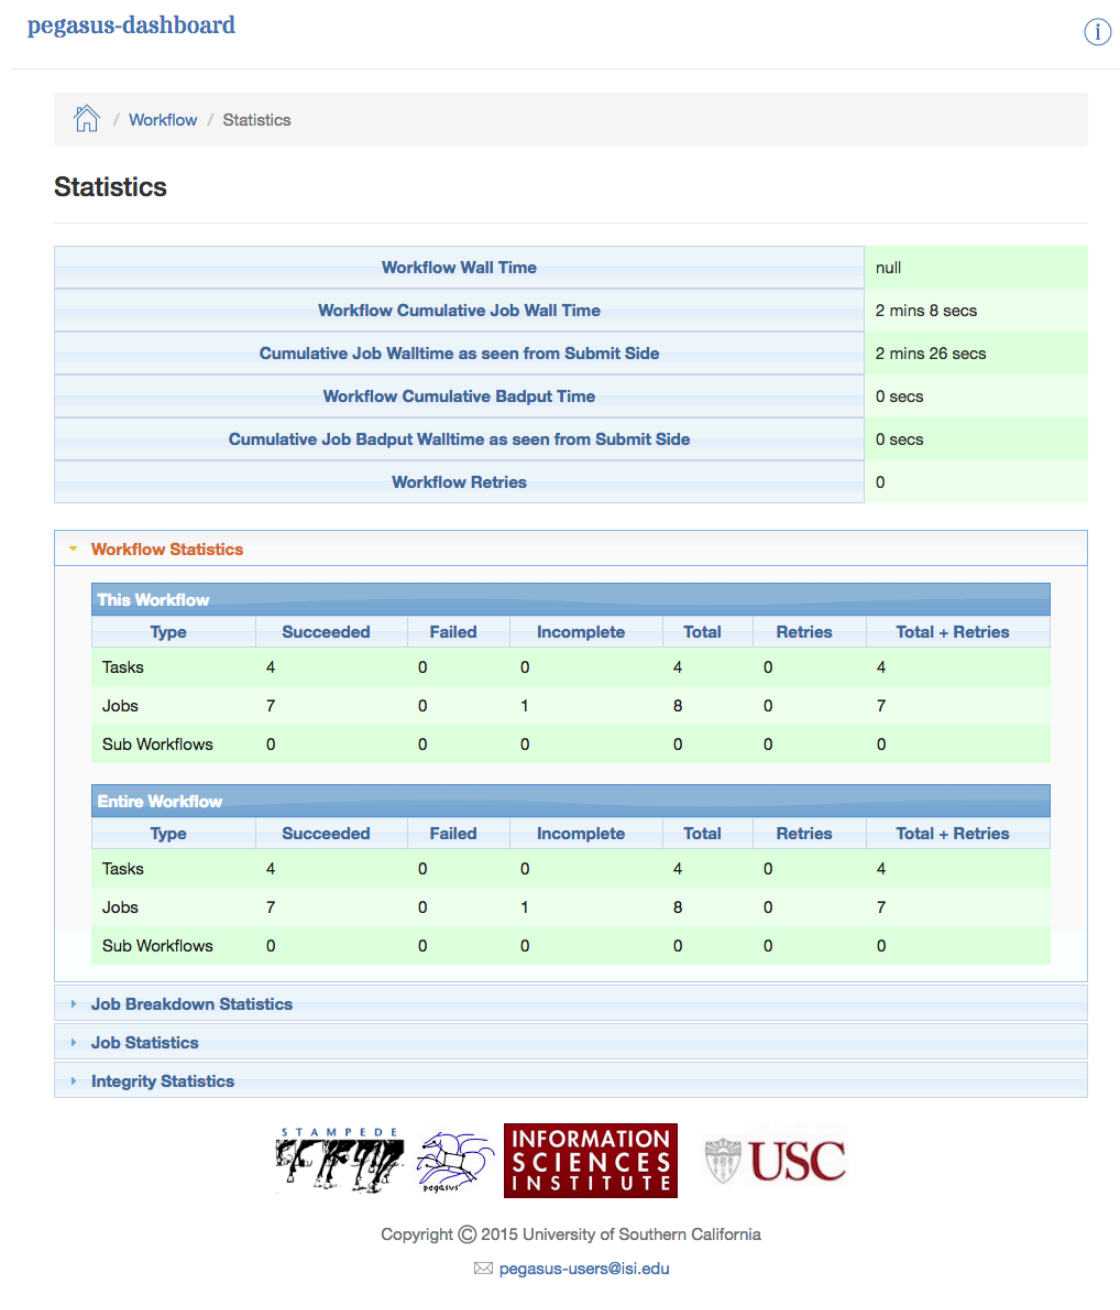 pegasus-dashboard
i
/ Workflow / Statistics
Statistics
Workflow Wall Time null
Workflow Cumulative Job Wall Time 2 mins 8 secs
Cumulative Job Walltime as seen from Submit Side 2 mins 26 secs
Workflow Cumulative Badput Time 0 secs
Cumulative Job Badput Walltime as seen from Submit Side 0 secs
Workflow Retries 0
Workflow Statistics
This Workflow
Type Succeeded Failed Incomplete Total Retries Total + Retries
Tasks 4 0 0 4 0 4
Jobs 7 0 1 8 0 7
Sub Workflows 0 0 0 0 0 0
Entire Workflow
Type Succeeded Failed Incomplete Total Retries Total + Retries
Tasks 4 0 0 4 0 4
Jobs 7 0 1 8 0 7
Sub Workflows 0 0 0 0 0 0
Job Breakdown Statistics
Job Statistics
Integrity Statistics
STAMPEDE
pegasus
INFORMATION
SCIENCES
INSTITUTE
USC
Copyright © 2015 University of Southern California
pegasus-users@isi.edu